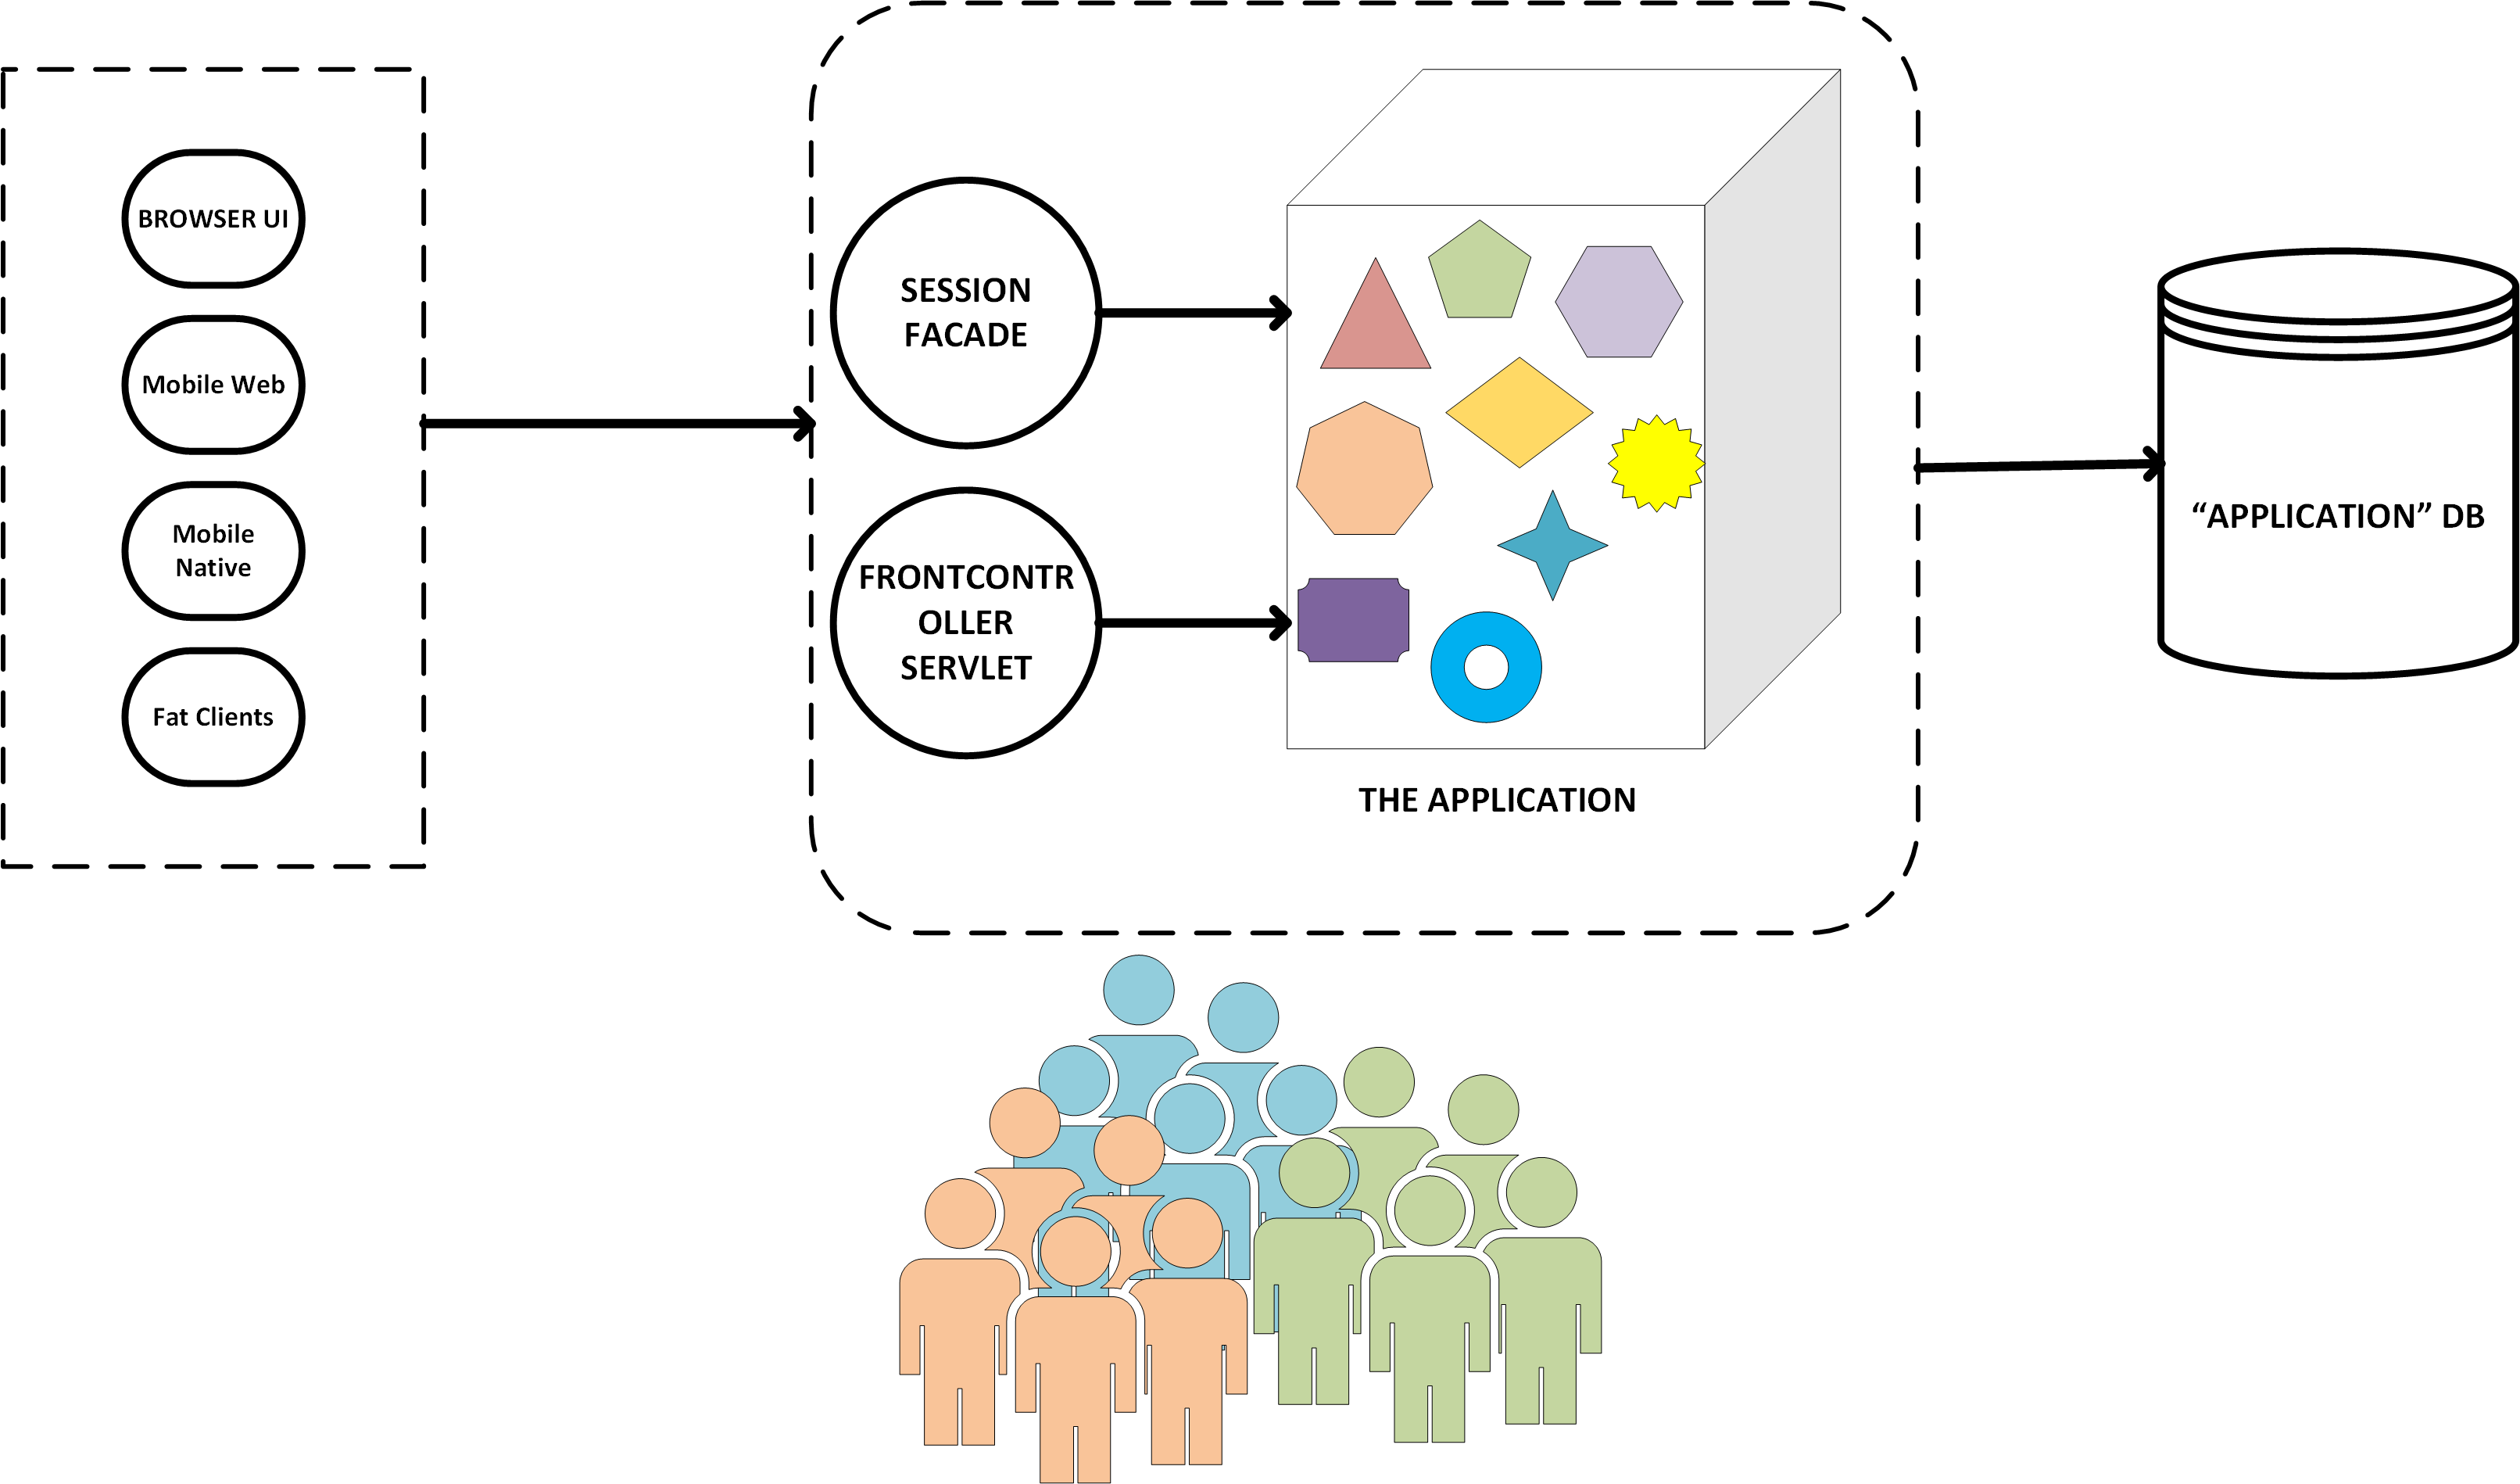 BROWSER UI
Mobile Web
Mobile
Native
Fat Clients
SESSION
FACADE
FRONTCONTR
OLLER
SERVLET
THE APPLICATION
“APPLICATION” DB